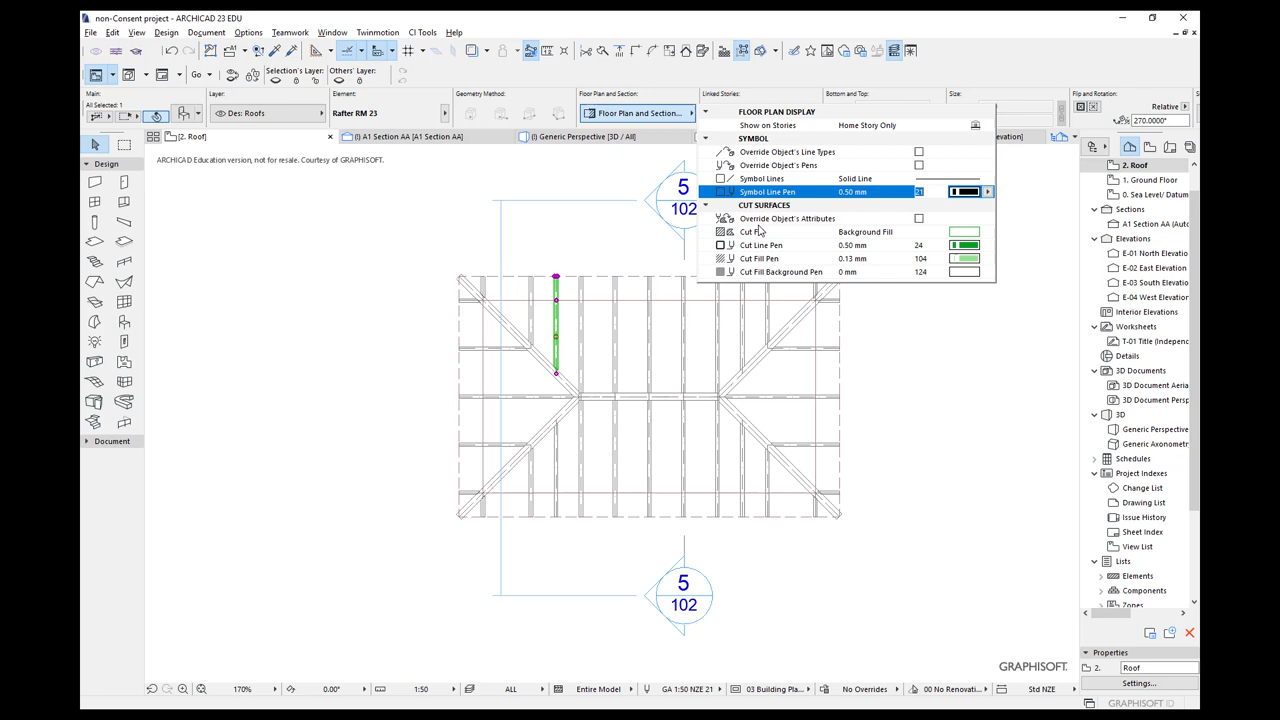 non-Consent project - ARCHICAD 23 EDU
File Edit View Design Document Options Teamwork Window Twinmotion CI Tools Help
Go Selection's Layer: Others' Layer:
Main: Layer: Element: Geometry Method: Floor Plan and Section: Linked Stories: Bottom and Top: Size: Flip and Rotation:
All Selected: 1 Des: Roofs Rafter RM 23 Floor Plan and Section... Relative
270.0000°
[2. Roof] (!) A1 Section AA [A1 Section AA] (!) Generic Perspective [3D / All] levation]
ARCHICAD Education version, not for resale. Courtesy of GRAPHISOFT.
Design
Document
FLOOR PLAN DISPLAY
Show on Stories Home Story Only
SYMBOL
Override Object's Line Types
Override Object's Pens
Symbol Lines Solid Line
Symbol Line Pen 0.50 mm 21
CUT SURFACES
Override Object's Attributes
Cut F Background Fill
Cut Line Pen 0.50 mm 24
Cut Fill Pen 0.13 mm 104
Cut Fill Background Pen 0 mm 124
5
102
5
102
2. Roof
1. Ground Floor
0. Sea Level/ Datum
Sections
A1 Section AA (Auto
Elevations
E-01 North Elevation
E-02 East Elevation
E-03 South Elevation
E-04 West Elevation
Interior Elevations
Worksheets
T-01 Title (Independ
Details
3D Documents
3D Document Aeria
3D Document Persp
3D
Generic Perspective
Generic Axonometr
Schedules
Project Indexes
Change List
Drawing List
Issue History
Sheet Index
View List
Lists
Elements
Components
Zones
Properties
2. Roof
Settings...
GRAPHISOFT.
170% 0.00° 1:50 ALL Entire Model GA 1:50 NZE 21 03 Building Pla... No Overrides 00 No Renovati... Std NZE
GRAPHISOFT ID